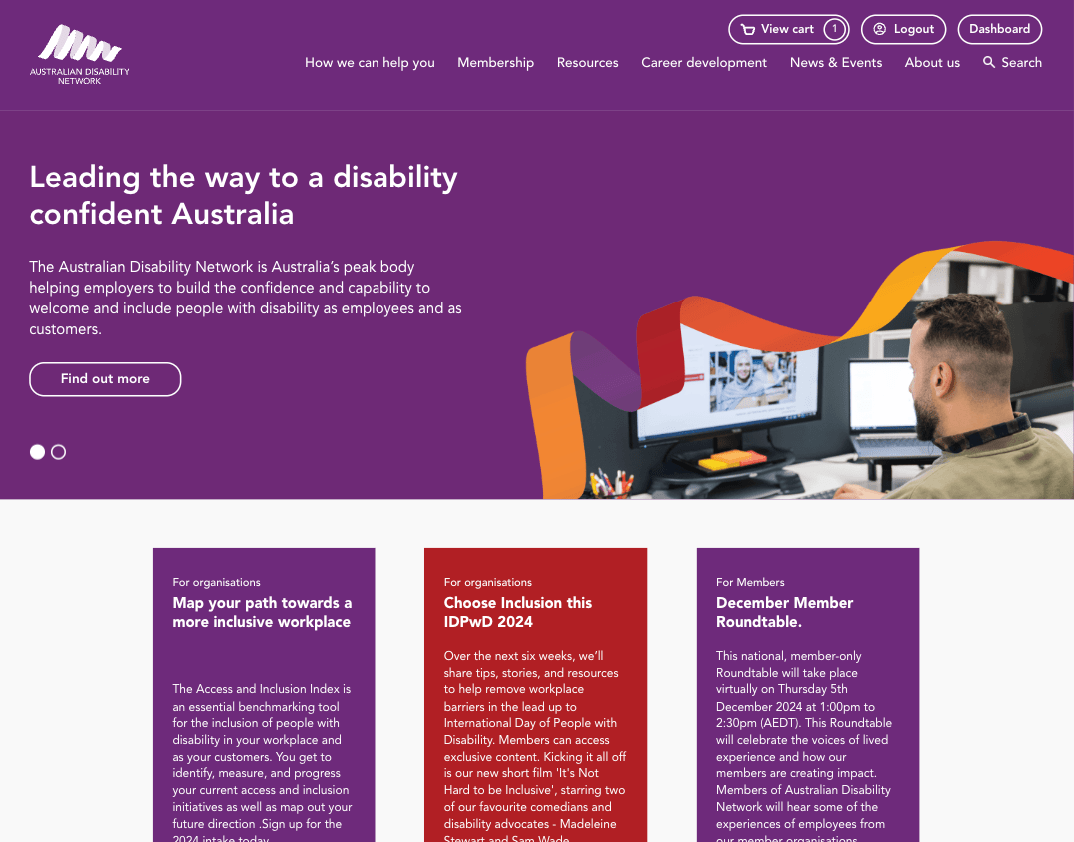 View cart 1
Logout
Dashboard
AUSTRALIAN DISABILITY
NETWORK
How we can help you
Membership
Resources
Career development
News & Events
About us
Search
Leading the way to a disability
confident Australia
The Australian Disability Network is Australia's peak body
helping employers to build the confidence and capability to
welcome and include people with disability as employees and as
customers.
Find out more
For organisations
Map your path towards a
more inclusive workplace
The Access and Inclusion Index is
an essential benchmarking tool
for the inclusion of people with
disability in your workplace and
as your customers. You get to
identify, measure, and progress
your current access and inclusion
initiatives as well as map out your
future direction .Sign up for the
2024 intake today
For organisations
Choose Inclusion this
IDPwD 2024
Over the next six weeks, we'll
share tips, stories, and resources
to help remove workplace
barriers in the lead up to
International Day of People with
Disability. Members can access
exclusive content. Kicking it all off
is our new short film 'It's Not
Hard to be Inclusive', starring two
of our favourite comedians and
disability advocates - Madeleine
Stewart and Sam Wade
For Members
December Member
Roundtable.
This national, member-only
Roundtable will take place
virtually on Thursday 5th
December 2024 at 1:00pm to
2:30pm (AEDT). This Roundtable
will celebrate the voices of lived
experience and how our
members are creating impact.
Members of Australian Disability
Network will hear some of the
experiences of employees from
our member organisations